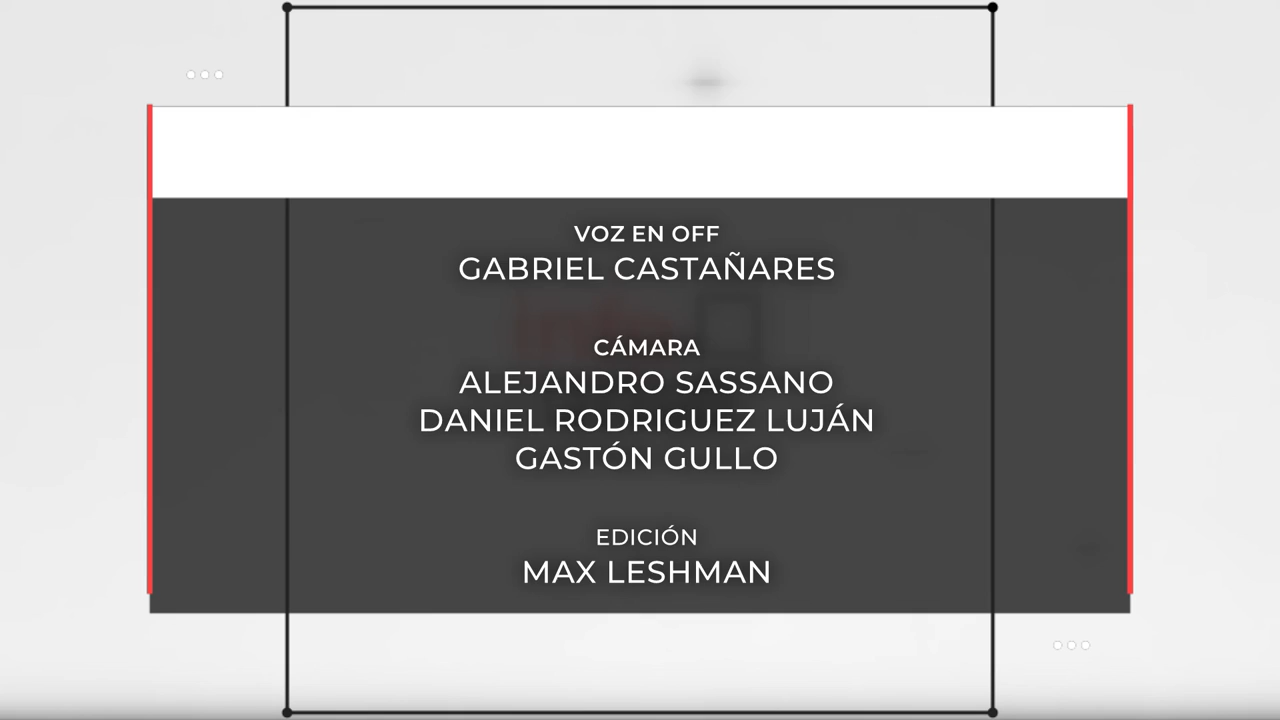 VOZ EN OFF
GABRIEL CASTAÑARES
CÁMARA
ALEJANDRO SASSANO
DANIEL RODRIGUEZ LUJÁN
GASTÓN GULLO
EDICIÓN
MAX LESHMAN